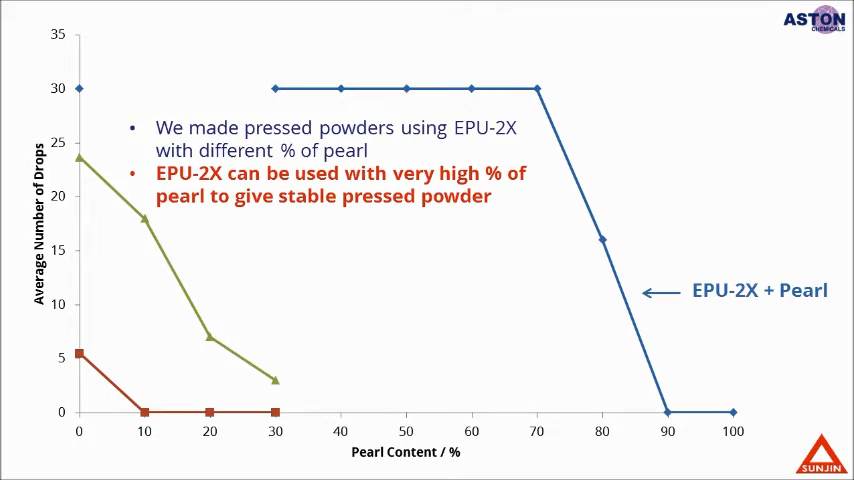 ASTON
CHEMICALS
35
30
25
20
15
10
5
0
Average Number of Drops
• We made pressed powders using EPU-2X
with different % of pearl
• EPU-2X can be used with very high % of
pearl to give stable pressed powder
EPU-2X + Pearl
0 10 20 30 40 50 60 70 80 90 100
Pearl Content / %
SUNJIN